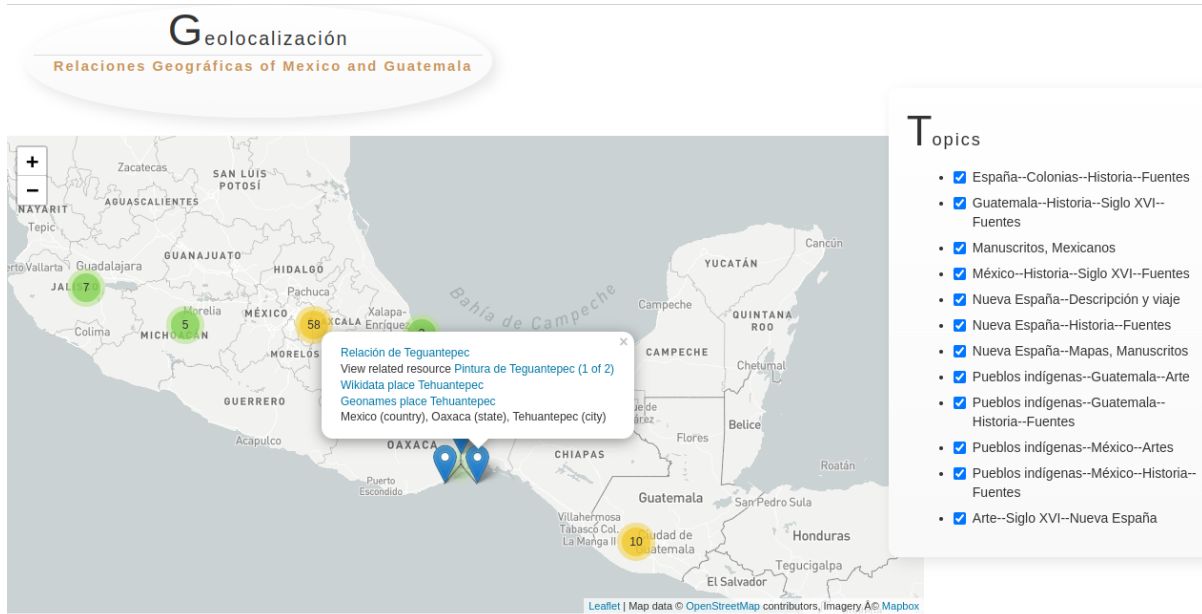 Geolocalización
Relaciones Geográficas of Mexico and Guatemala
Topics
España--Colonias--Historia--Fuentes
Guatemala--Historia--Siglo XVI--
Fuentes
Manuscritos, Mexicanos
México--Historia--Siglo XVI--Fuentes
Nueva España--Descripción y viaje
Nueva España--Historia--Fuentes
Nueva España--Mapas, Manuscritos
Pueblos indígenas--Guatemala--Arte
Pueblos indígenas--Guatemala--
Historia--Fuentes
Pueblos indígenas--México--Artes
Pueblos indígenas--México--Historia--
Fuentes
Arte--Siglo XVI--Nueva España
+
−
Zacatecas
SAN LUIS
POTOSÍ
AGUASCALIENTES
NAYARIT
Tepic
GUANAJUATO
Guadalajara
HIDALGO
7
Pachuca
Morelia
5
MÉXICO
58
Xalapa-
Enríquez
Colima
MICHOACÁN
MORELOS
Bahía de Campeche
YUCATÁN
Cancún
Campeche
QUINTANA
ROO
CAMPECHE
Chetumal
×
Relación de Teguantepec
View related resource Pintura de Teguantepec (1 of 2)
Wikidata place Tehuantepec
Geonames place Tehuantepec
Mexico (country), Oaxaca (state), Tehuantepec (city)
GUERRERO
Acapulco
OAXACA
Puerto
Escondido
CHIAPAS
Belice
Flores
Roatán
Guatemala
San Pedro Sula
Villahermosa
Tabasco Col.
La Manga II
10
Ciudad de
Guatemala
Honduras
Tegucigalpa
El Salvador
Leaflet | Map data © OpenStreetMap contributors, Imagery Â© Mapbox